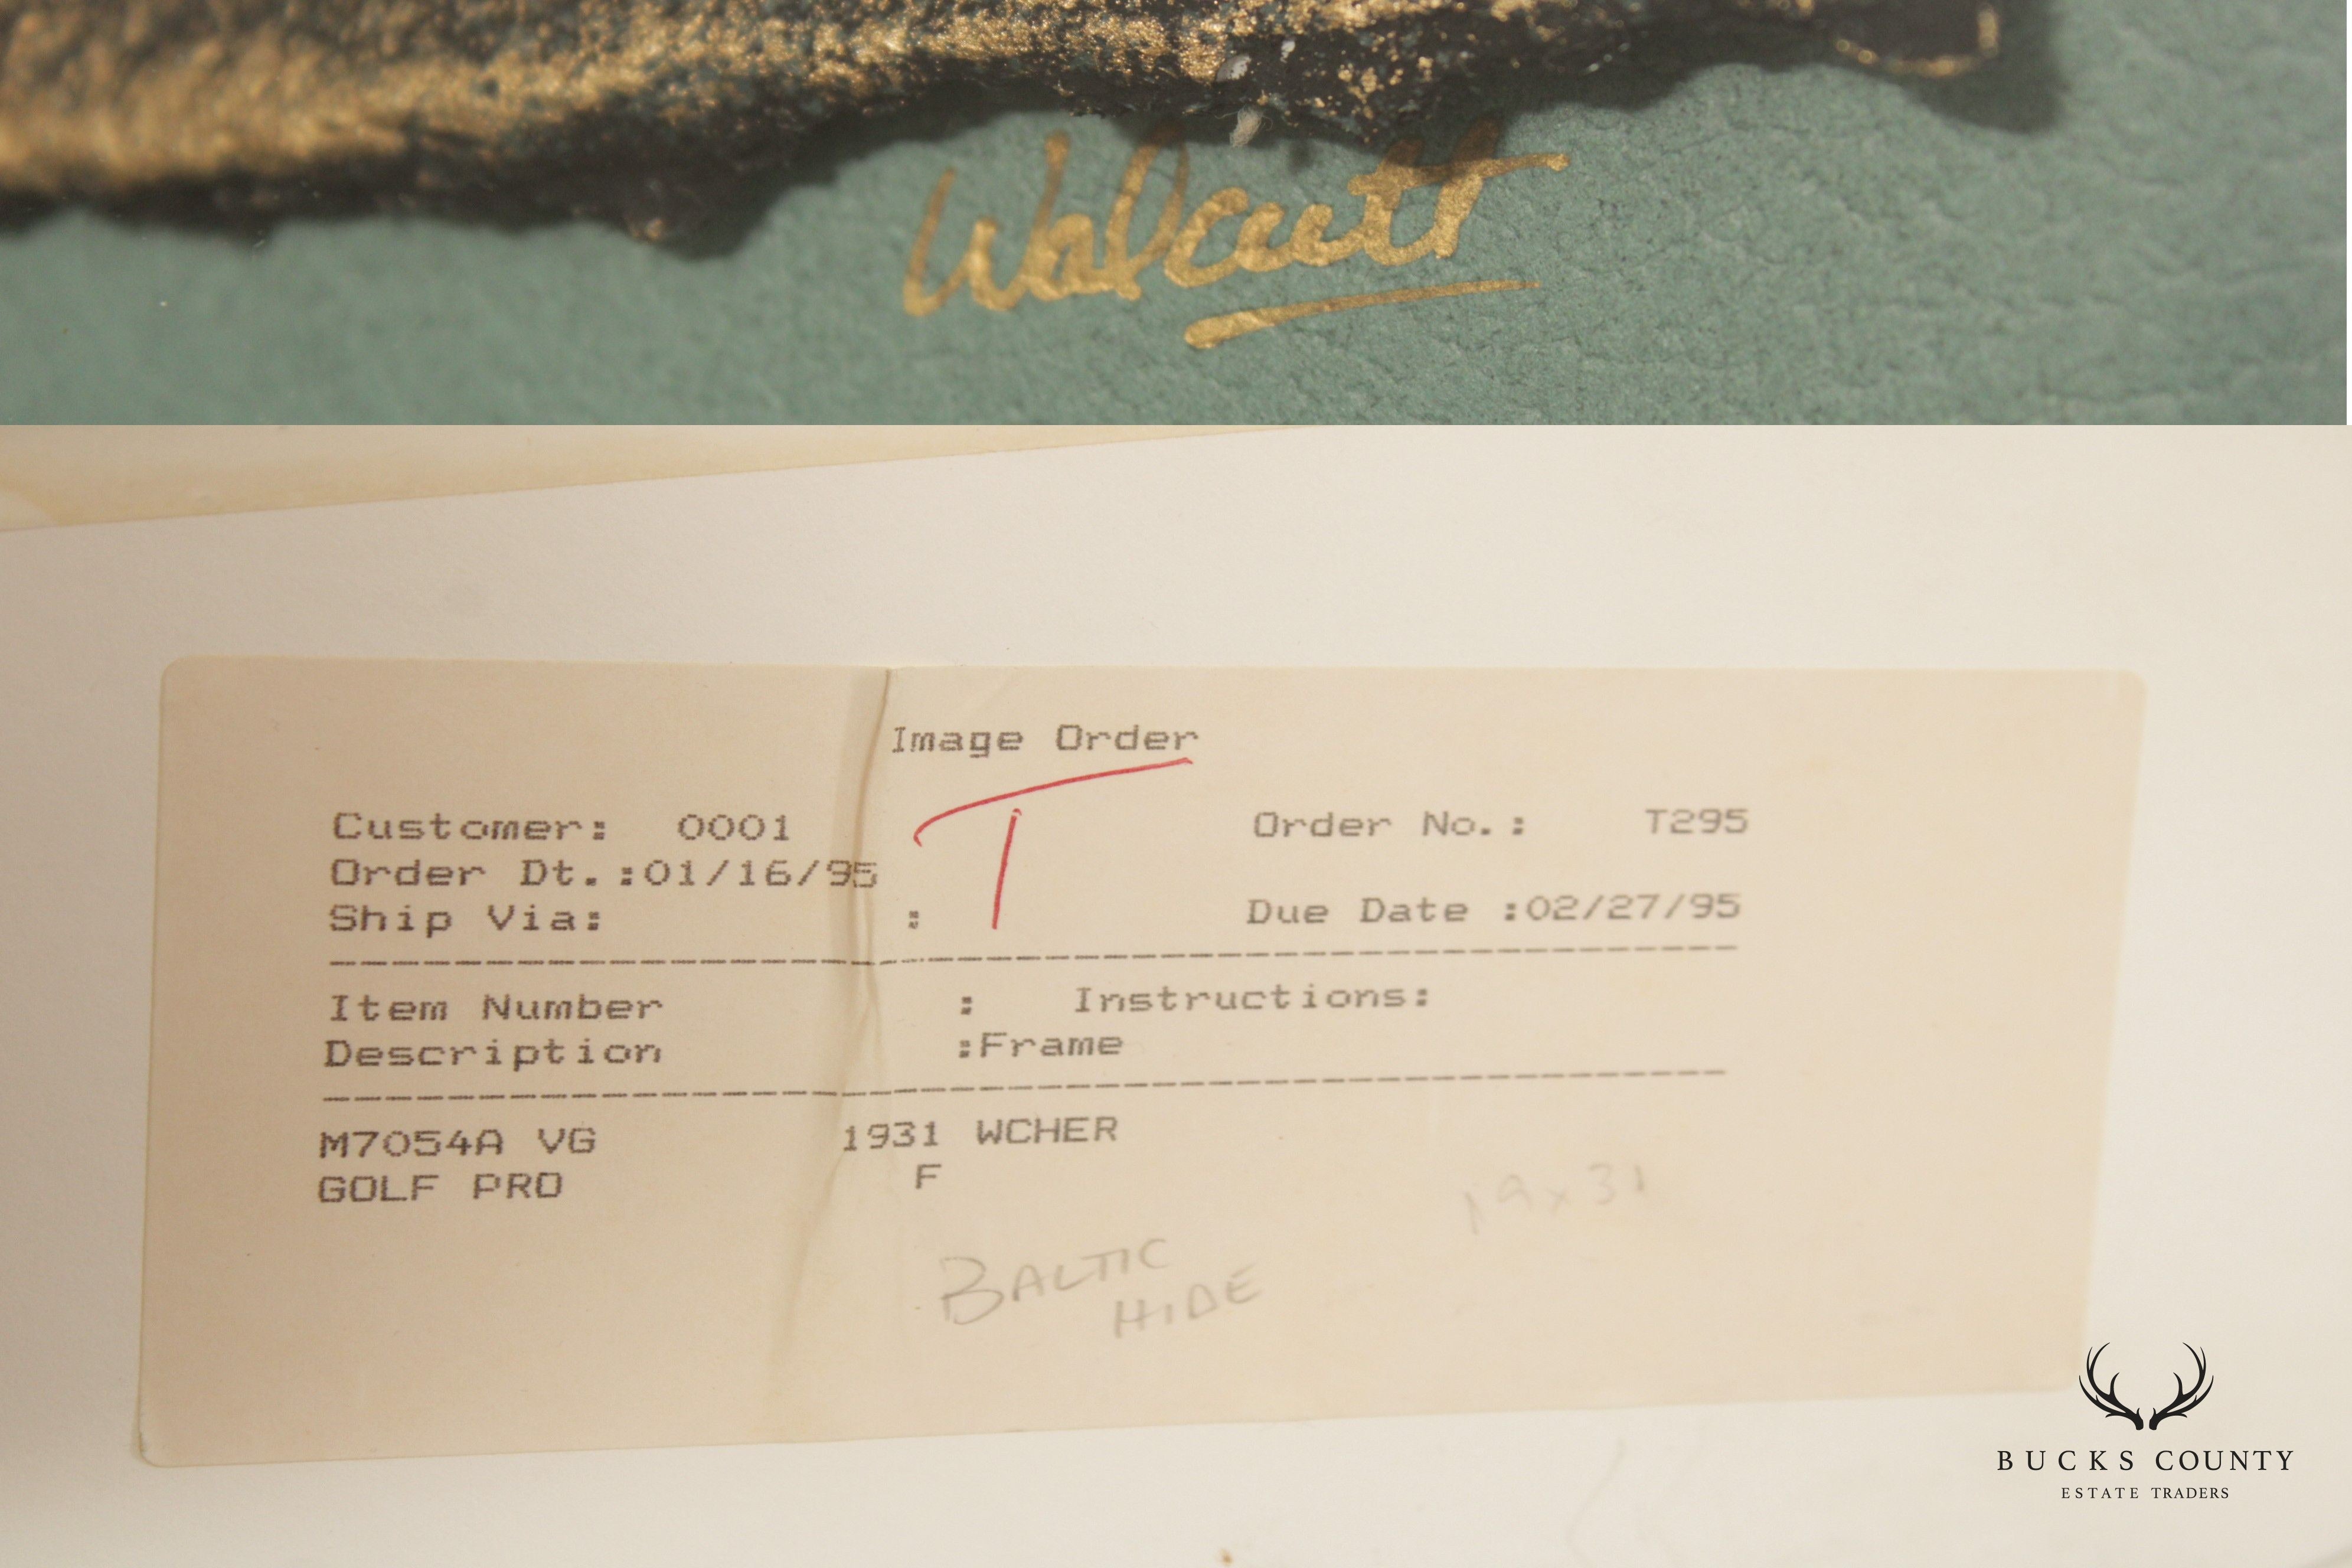 Walcutt
Image Order
T
Customer: 0001 Order No.: T295
Order Dt.:01/16/95
Ship Via: : Due Date :02/27/95
Item Number : Instructions:
Description :Frame
M7054A VG 1931 WCHER
GOLF PRO F
19x31
BALTIC
HIDE
BUCKS COUNTY
ESTATE TRADERS